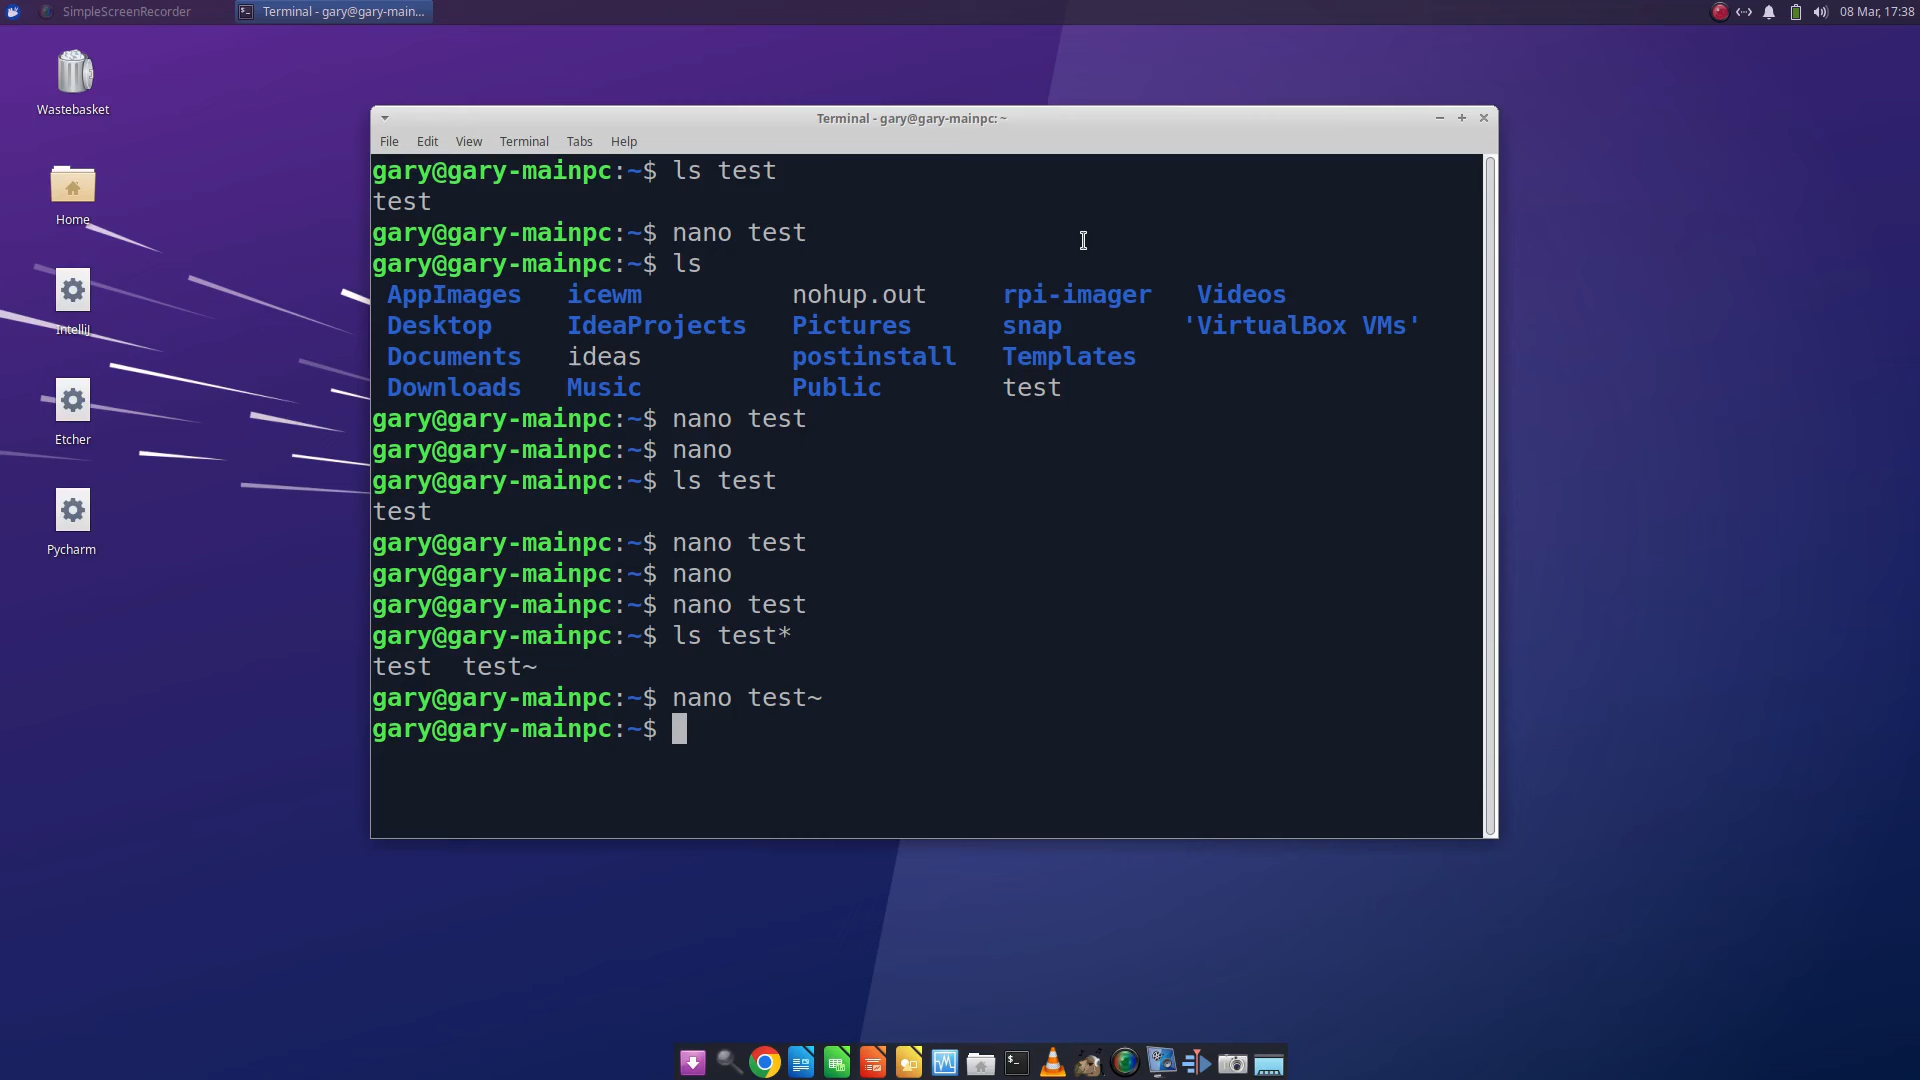 SimpleScreenRecorder
Terminal - gary@gary-main...
08 Mar, 17:38
Wastebasket
Home
IntelliJ
Etcher
Pycharm
Terminal - gary@gary-mainpc: ~
File Edit View Terminal Tabs Help
gary@gary-mainpc:~$ ls test
test
gary@gary-mainpc:~$ nano test
gary@gary-mainpc:~$ ls
AppImages icewm nohup.out rpi-imager Videos
Desktop IdeaProjects Pictures snap 'VirtualBox VMs'
Documents ideas postinstall Templates
Downloads Music Public test
gary@gary-mainpc:~$ nano test
gary@gary-mainpc:~$ nano
gary@gary-mainpc:~$ ls test
test
gary@gary-mainpc:~$ nano test
gary@gary-mainpc:~$ nano
gary@gary-mainpc:~$ nano test
gary@gary-mainpc:~$ ls test*
test test~
gary@gary-mainpc:~$ nano test~
gary@gary-mainpc:~$